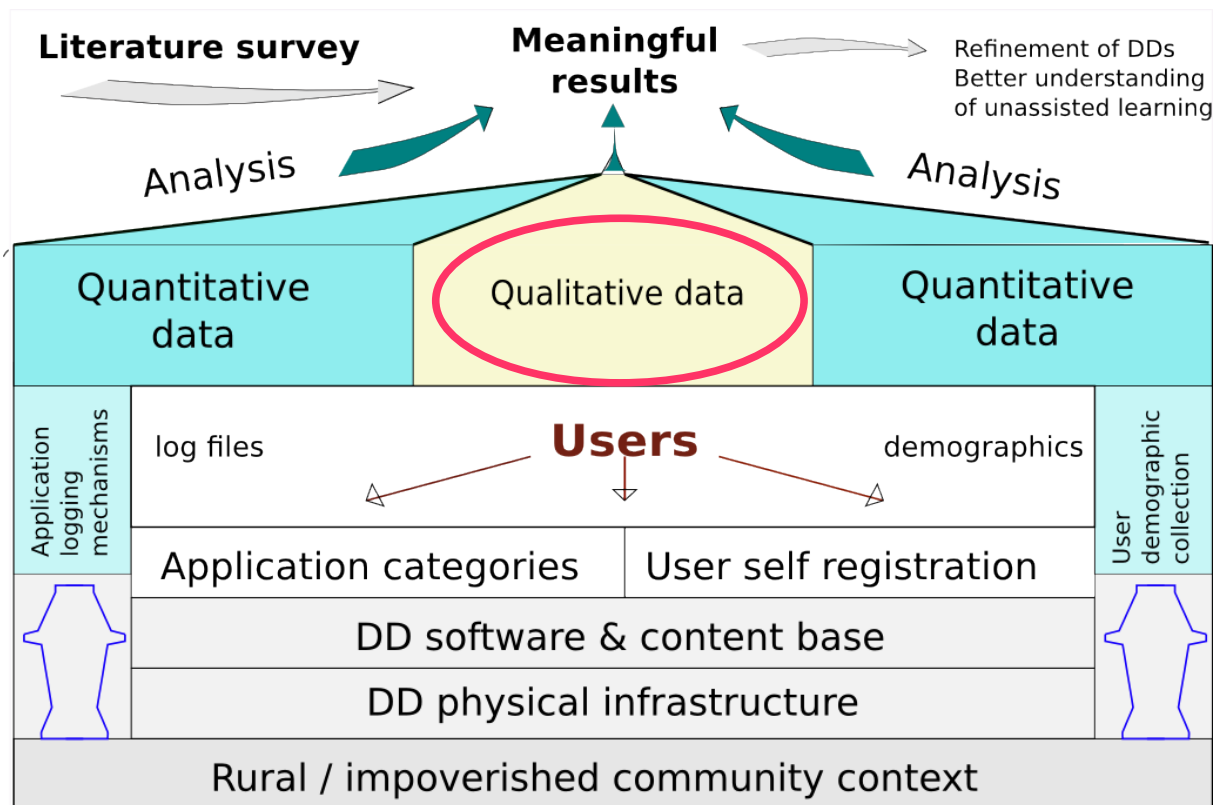 Literature survey
Meaningful
results
Refinement of DDs
Better understanding
of unassisted learning
Analysis
Analysis
Quantitative
data
Qualitative data
Quantitative
data
Application
logging
mechanisms
log files
Users
demographics
User
demographic
collection
Application categories
User self registration
DD software & content base
DD physical infrastructure
Rural / impoverished community context